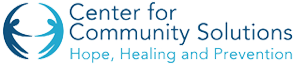 Center for
Community Solutions
Hope, Healing and Prevention